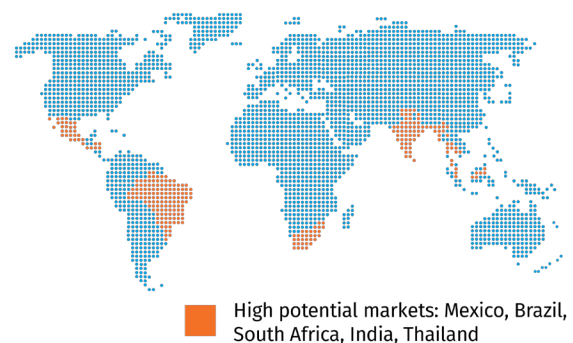 High potential markets: Mexico, Brazil,
South Africa, India, Thailand